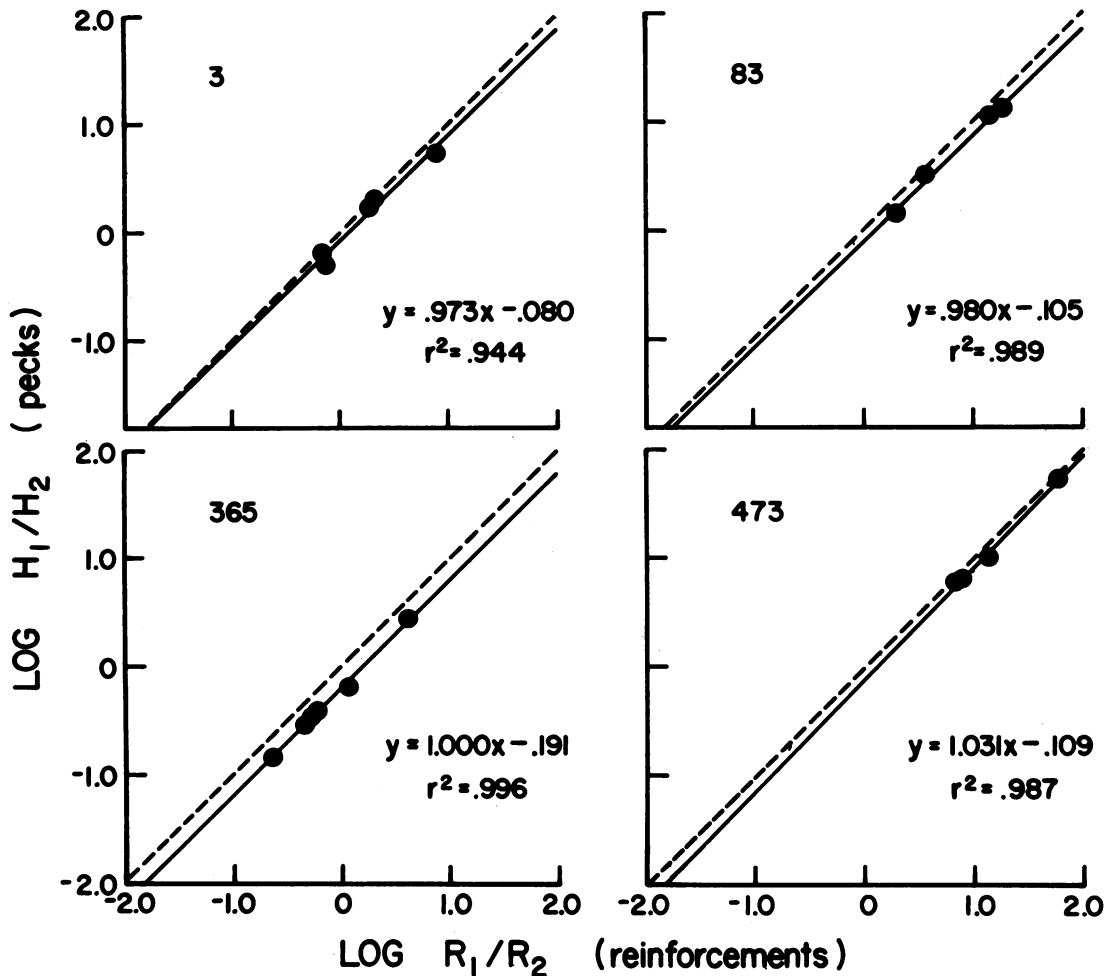 2.0
1.0
0
-1.0
3
y = .973x -.080
r² = .944
83
y = .980x -.105
r² = .989
2.0
1.0
0
-1.0
-2.0
365
y = 1.000x -.191
r² = .996
473
y = 1.031x -.109
r² = .987
-2.0 -1.0 0 1.0 2.0
-2.0 -1.0 0 1.0 2.0
LOG H₁/H₂ (pecks)
LOG R₁/R₂ (reinforcements)